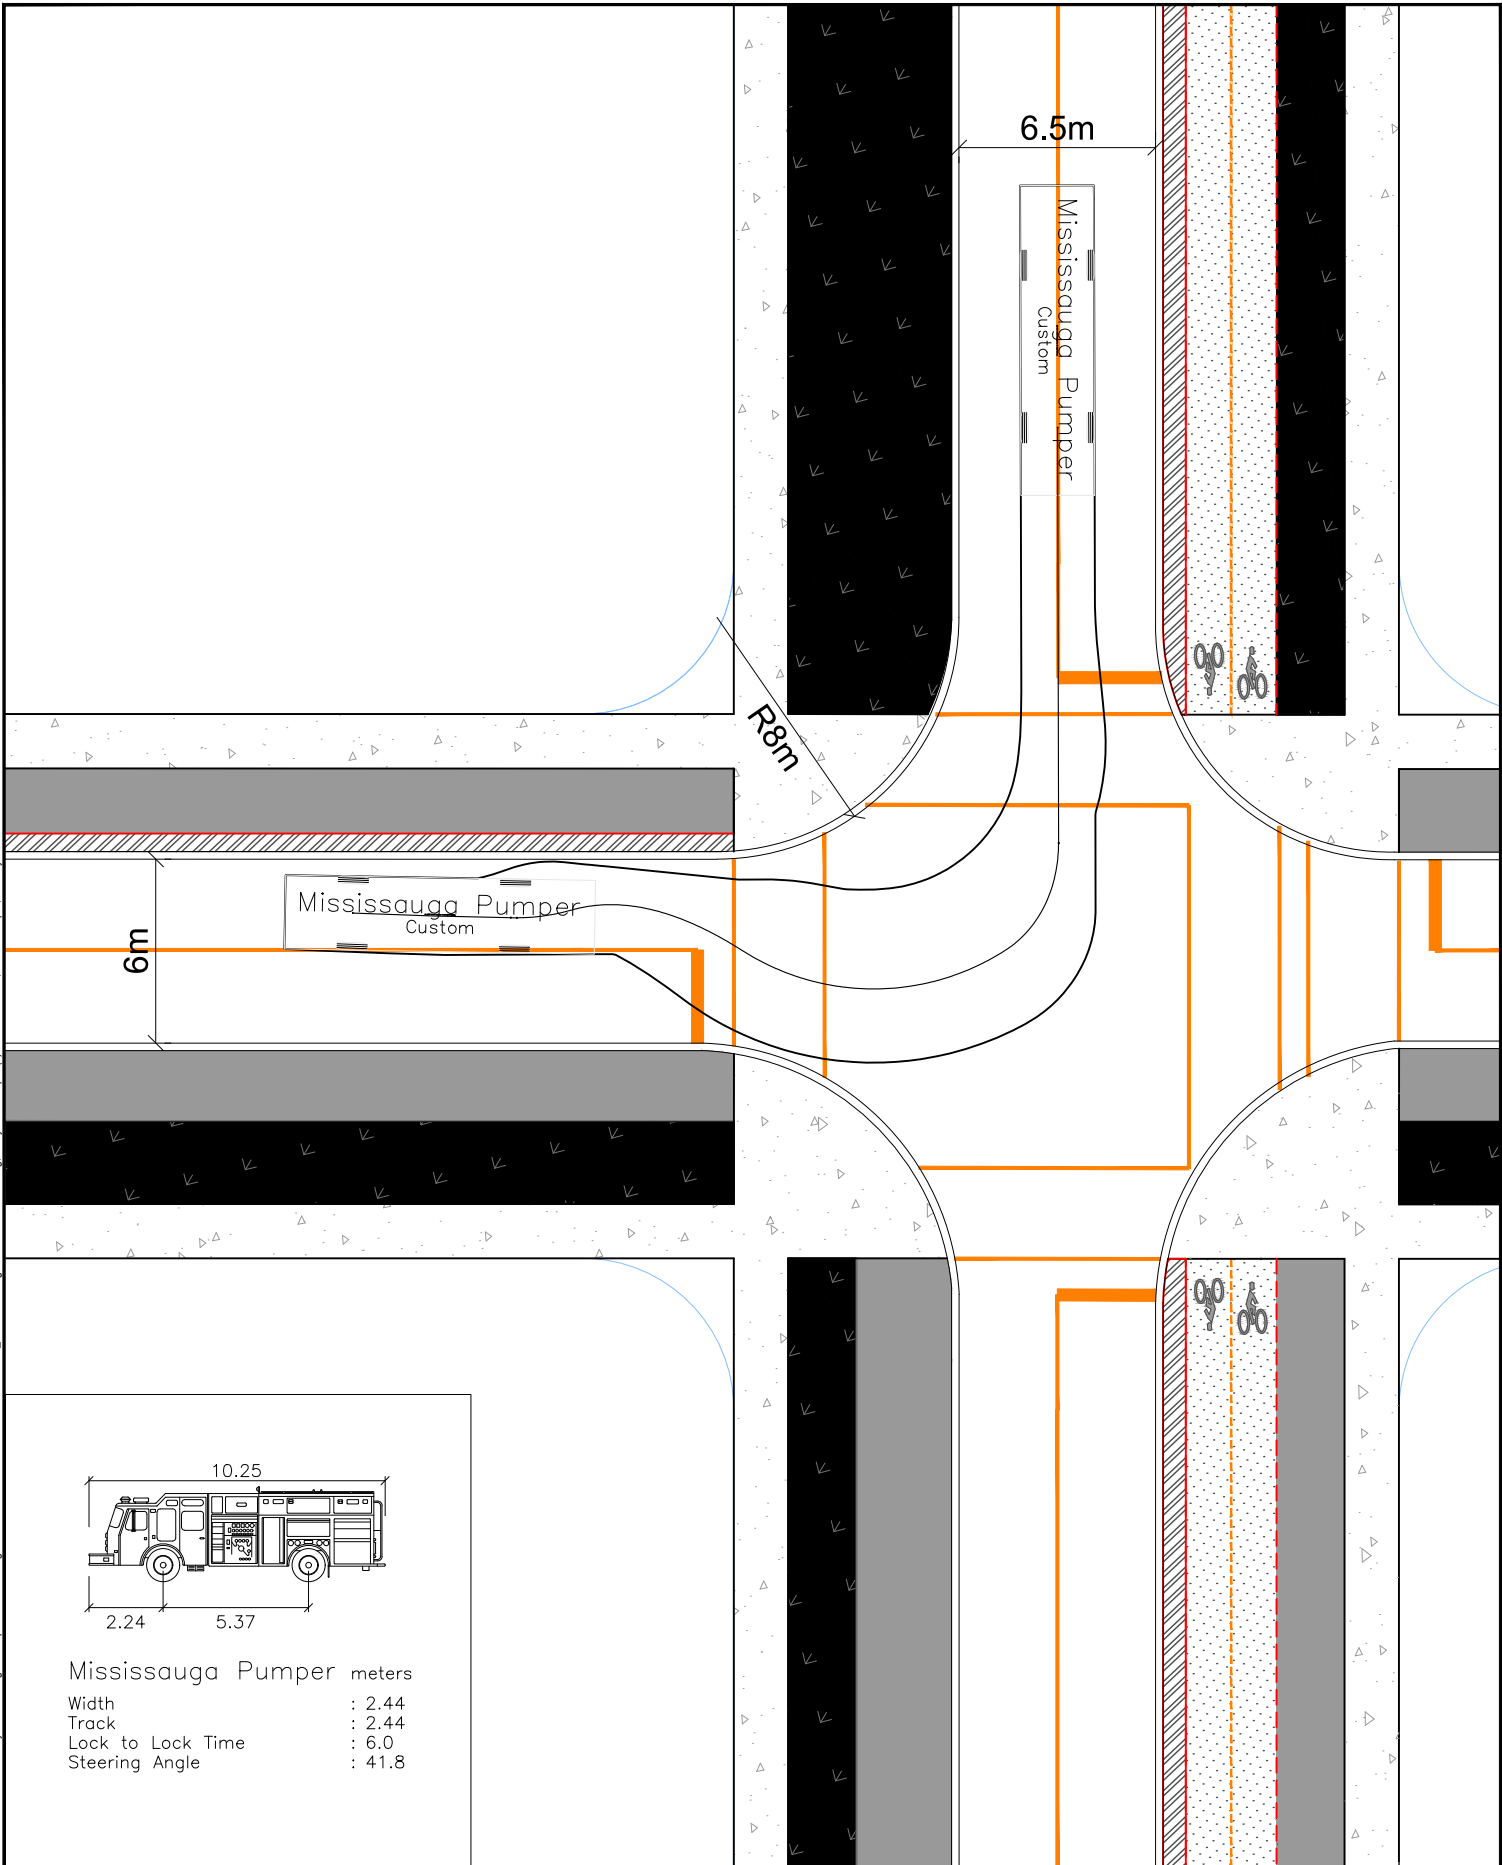 6.5m
Mississauga Pumper
Custom
R8m
Mississauga Pumper
Custom
6m
10.25
2.24 5.37
Mississauga Pumper meters
Width : 2.44
Track : 2.44
Lock to Lock Time : 6.0
Steering Angle : 41.8